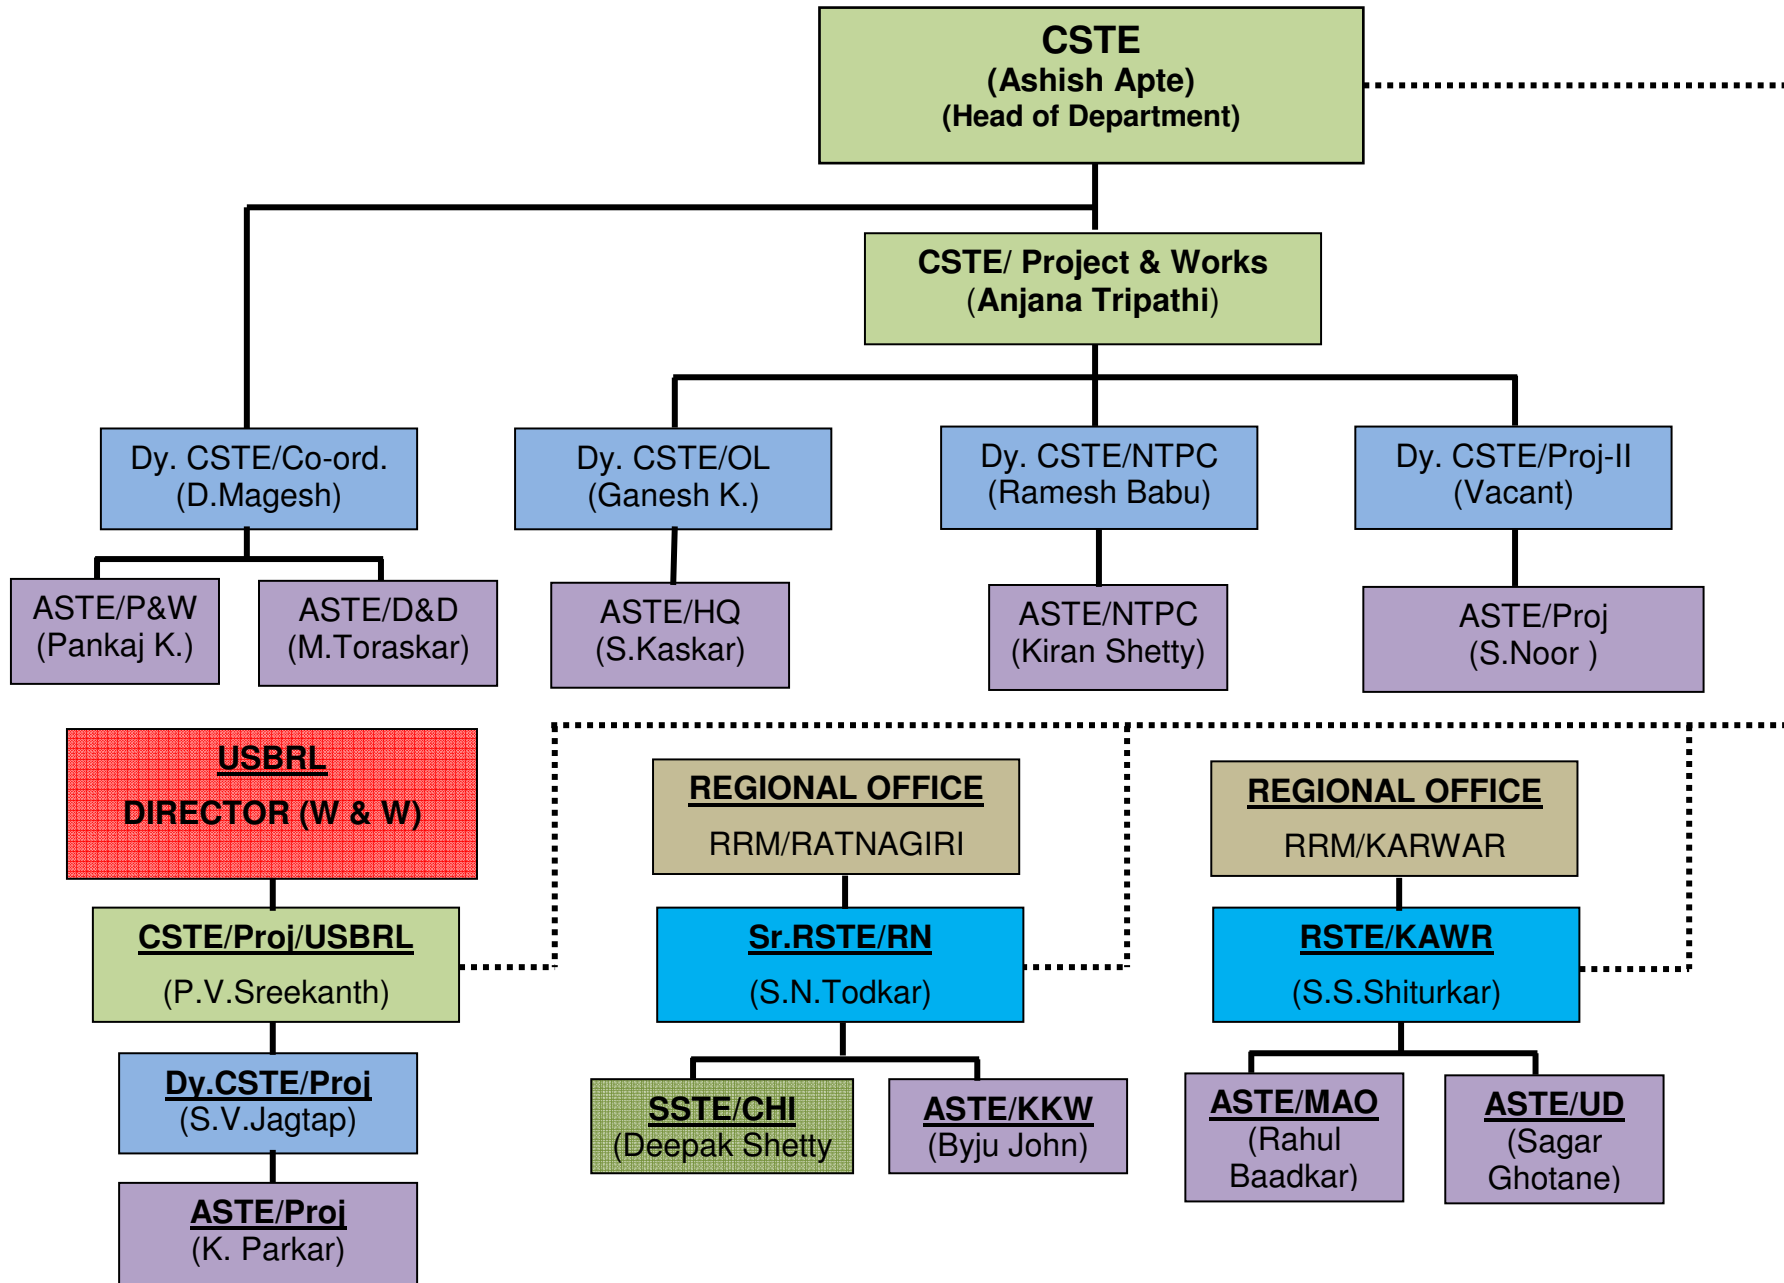 CSTE
(Ashish Apte)
(Head of Department)
CSTE/ Project & Works
(Anjana Tripathi)
Dy. CSTE/Co-ord.
(D.Magesh)
Dy. CSTE/OL
(Ganesh K.)
Dy. CSTE/NTPC
(Ramesh Babu)
Dy. CSTE/Proj-II
(Vacant)
ASTE/P&W
(Pankaj K.)
ASTE/D&D
(M.Toraskar)
ASTE/HQ
(S.Kaskar)
ASTE/NTPC
(Kiran Shetty)
ASTE/Proj
(S.Noor )
USBRL
DIRECTOR (W & W)
REGIONAL OFFICE
RRM/RATNAGIRI
REGIONAL OFFICE
RRM/KARWAR
CSTE/Proj/USBRL
(P.V.Sreekanth)
Sr.RSTE/RN
(S.N.Todkar)
RSTE/KAWR
(S.S.Shiturkar)
Dy.CSTE/Proj
(S.V.Jagtap)
SSTE/CHI
(Deepak Shetty
ASTE/KKW
(Byju John)
ASTE/MAO
(Rahul
Baadkar)
ASTE/UD
(Sagar
Ghotane)
ASTE/Proj
(K. Parkar)